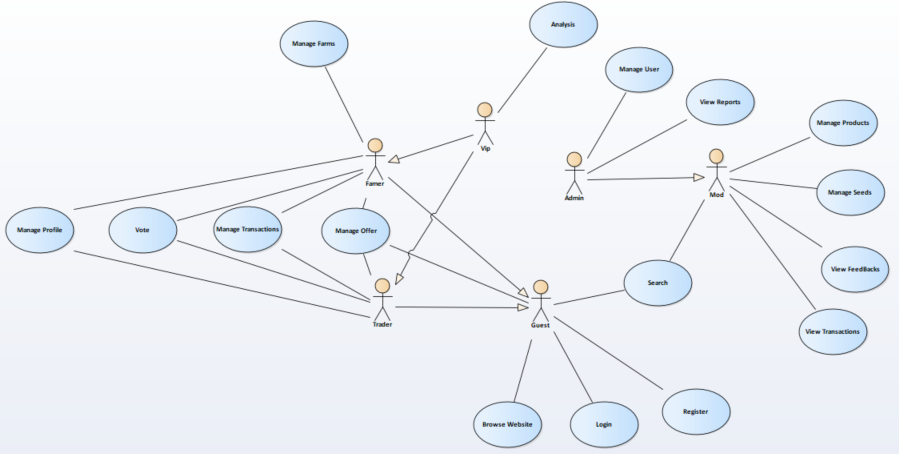 Analysis
Manage Farms
Manage User
View Reports
Manage Products
Vip
Famer
Admin
Mod
Manage Seeds
Manage Profile
Vote
Manage Transactions
Manage Offer
View FeedBacks
Search
Trader
Guest
View Transactions
Browse Website
Login
Register